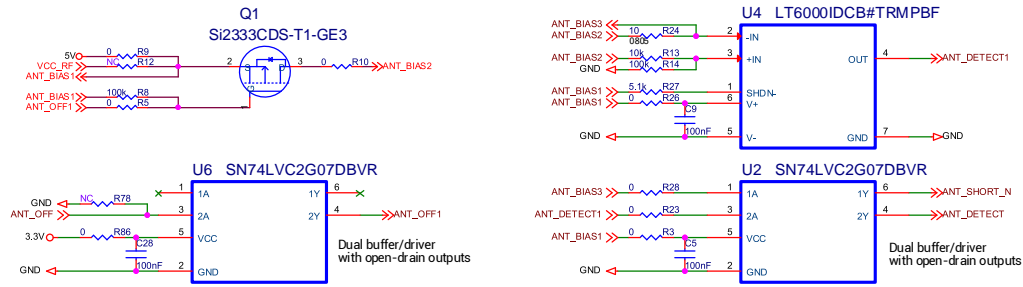 Q1
Si2333CDS-T1-GE3
5V
0
R9
VCC_RF
NC
R12
ANT_BIAS1
2
3
0
R10
ANT_BIAS2
ANT_BIAS1
100k
R8
ANT_OFF1
0
R5
1
U4 LT6000IDCB#TRMPBF
ANT_BIAS3
ANT_BIAS2
10
R24
0805
2
-IN
ANT_BIAS2
10k
R13
3
+IN
GND
100k
R14
OUT
4
ANT_DETECT1
ANT_BIAS1
5.1k
R27
1
SHDN-
ANT_BIAS1
0
R26
6
V+
C9
100nF
GND
5
V-
GND
7
GND
U6 SN74LVC2G07DBVR
1
1A
1Y
6
GND
NC
R78
ANT_OFF
3
2A
2Y
4
ANT_OFF1
3.3V
0
R86
5
VCC
C28
100nF
GND
2
GND
Dual buffer/driver
with open-drain outputs
U2 SN74LVC2G07DBVR
ANT_BIAS3
0
R28
1
1A
1Y
6
ANT_SHORT_N
ANT_DETECT1
0
R23
3
2A
2Y
4
ANT_DETECT
ANT_BIAS1
0
R3
5
VCC
C5
100nF
GND
2
GND
Dual buffer/driver
with open-drain outputs